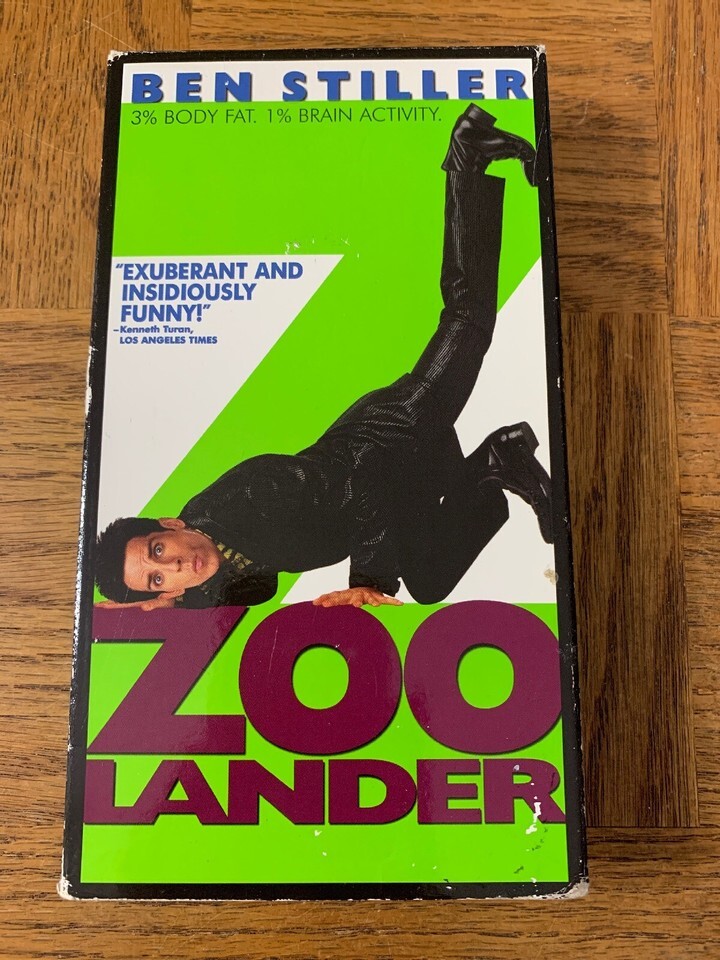 BEN STILLER
3% BODY FAT. 1% BRAIN ACTIVITY.
"EXUBERANT AND
INSIDIOUSLY
FUNNY!"
–Kenneth Turan,
LOS ANGELES TIMES
ZOO
LANDER